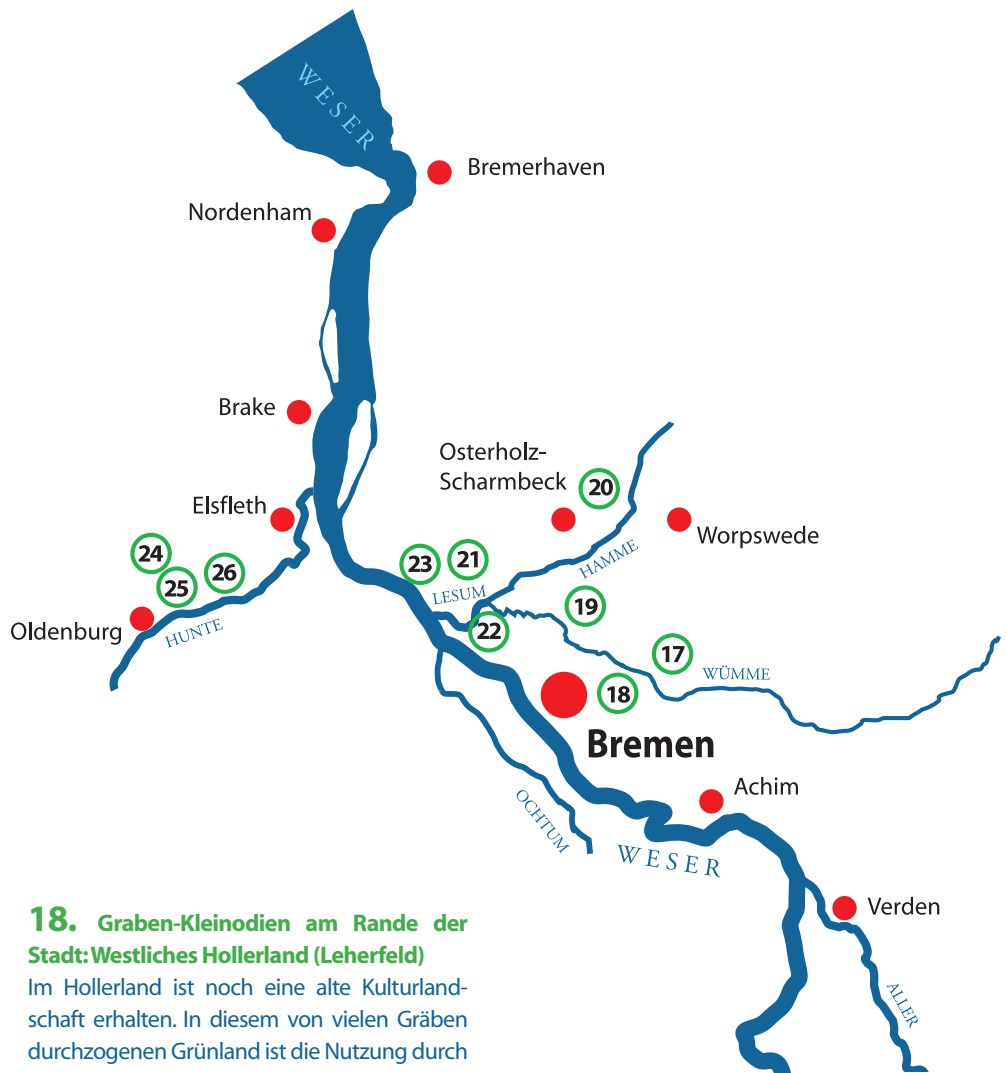 WESER
Bremerhaven
Nordenham
Brake
Osterholz-
Scharmbeck
20
Elsfleth
Worpswede
HAMME
24
25
26
23
21
LESUM
19
Oldenburg
HUNTE
22
17
WÜMME
18
Bremen
Achim
OCHTUM
WESER
Verden
ALLER
18. Graben-Kleinodien am Rande der
Stadt: Westliches Hollerland (Leherfeld)
Im Hollerland ist noch eine alte Kulturland-
schaft erhalten. In diesem von vielen Gräben
durchzogenen Grünland ist die Nutzung durch